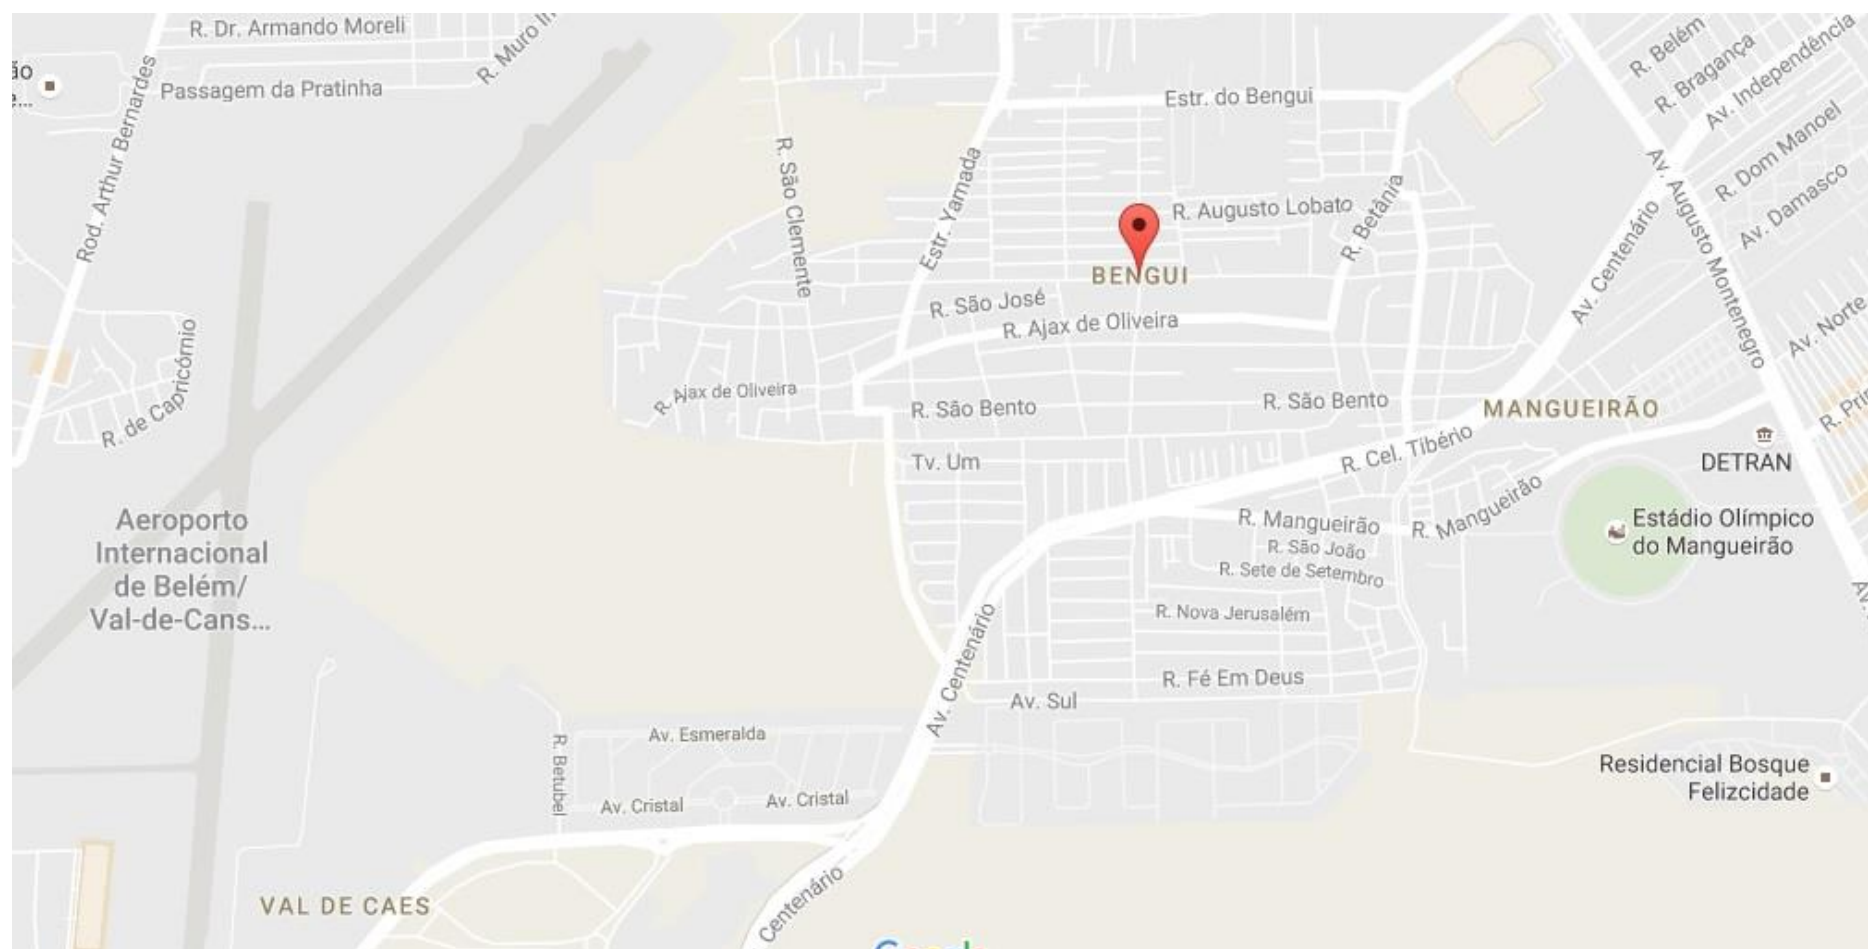 R. Dr. Armando Moreli
R. Muro
Passagem da Pratinha
ão
e...
Rod. Arthur Bernardes
R. São Clemente
Estr. Yamada
Estr. do Bengui
R. Belém
R. Bragança
Av. Independência
R. Dom Manoel
Av. Damasco
Av. Augusto Montenegro
R. Augusto Lobato
R. Betânia
Av. Centenário
BENGUI
R. São José
R. Ajax de Oliveira
Av. Norte
R. de Capricórnio
R. Ajax de Oliveira
R. São Bento
R. São Bento
MANGUEIRÃO
R. Pri
Tv. Um
R. Cel. Tibério
DETRAN
R. Mangueirão
R. Mangueirão
Estádio Olímpico
do Mangueirão
R. São João
R. Sete de Setembro
Aeroporto
Internacional
de Belém/
Val-de-Cans...
Av.
R. Nova Jerusalém
Av. Centenário
R. Fé Em Deus
Av. Sul
Av. Esmeralda
R. Betubel
Av. Cristal
Av. Cristal
Residencial Bosque
Felizcidade
VAL DE CAES
Centenário